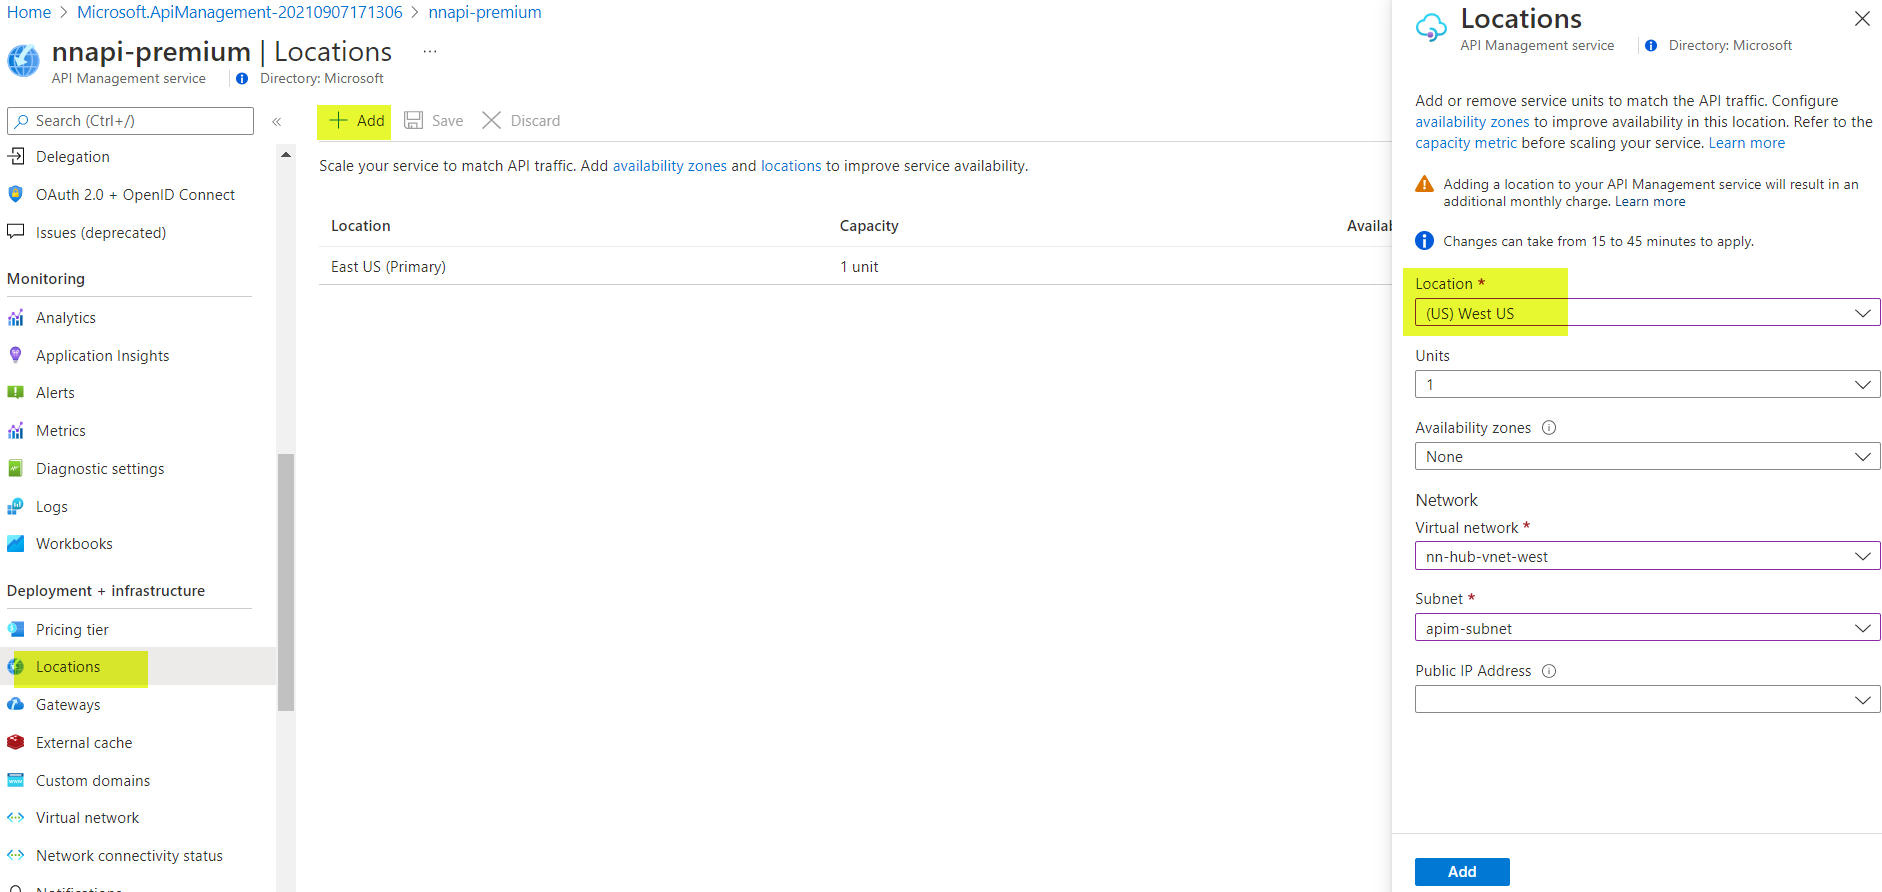 Home > Microsoft.ApiManagement-20210907171306 > nnapi-premium
nnapi-premium | Locations ...
API Management service Directory: Microsoft
Search (Ctrl+/) «
Delegation
OAuth 2.0 + OpenID Connect
Issues (deprecated)
Monitoring
Analytics
Application Insights
Alerts
Metrics
Diagnostic settings
Logs
Workbooks
Deployment + infrastructure
Pricing tier
Locations
Gateways
External cache
Custom domains
Virtual network
Network connectivity status
Notifications
Add Save Discard
Scale your service to match API traffic. Add availability zones and locations to improve service availability.
Location Capacity Availab
East US (Primary) 1 unit
Locations
API Management service Directory: Microsoft
Add or remove service units to match the API traffic. Configure
availability zones to improve availability in this location. Refer to the
capacity metric before scaling your service. Learn more
Adding a location to your API Management service will result in an
additional monthly charge. Learn more
Changes can take from 15 to 45 minutes to apply.
Location *
(US) West US
Units
1
Availability zones
None
Network
Virtual network *
nn-hub-vnet-west
Subnet *
apim-subnet
Public IP Address
Add